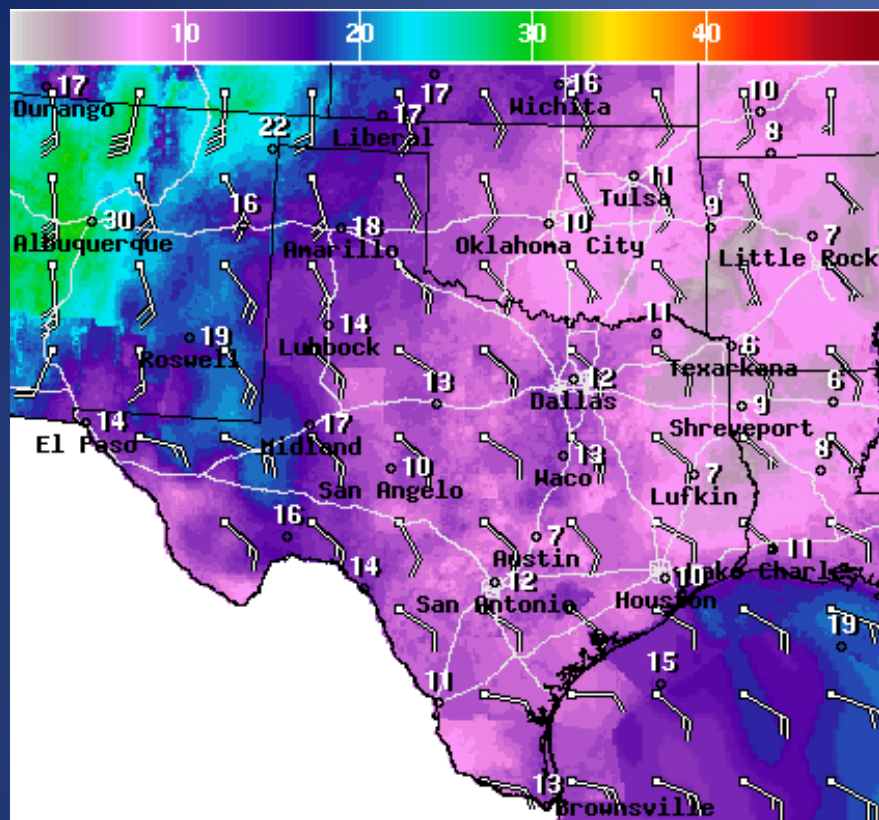 10 20 30 40
17 17 16 10
Durango Wichita
17
Liberal
22 8
11
Tulsa
16
30 18 10 9 7
Albuquerque Amarillo Oklahoma City Little Rock
19 14 11
Roswell Lubbock Texarkana
13 12 6
Dallas
14 17 9
El Paso Midland Shreveport
10 13 7 8
San Angelo Waco Lufkin
16 7 11
Austin
14 12 10 Lake Charles
San Antonio Houston
19
15
11
13
Brownsville